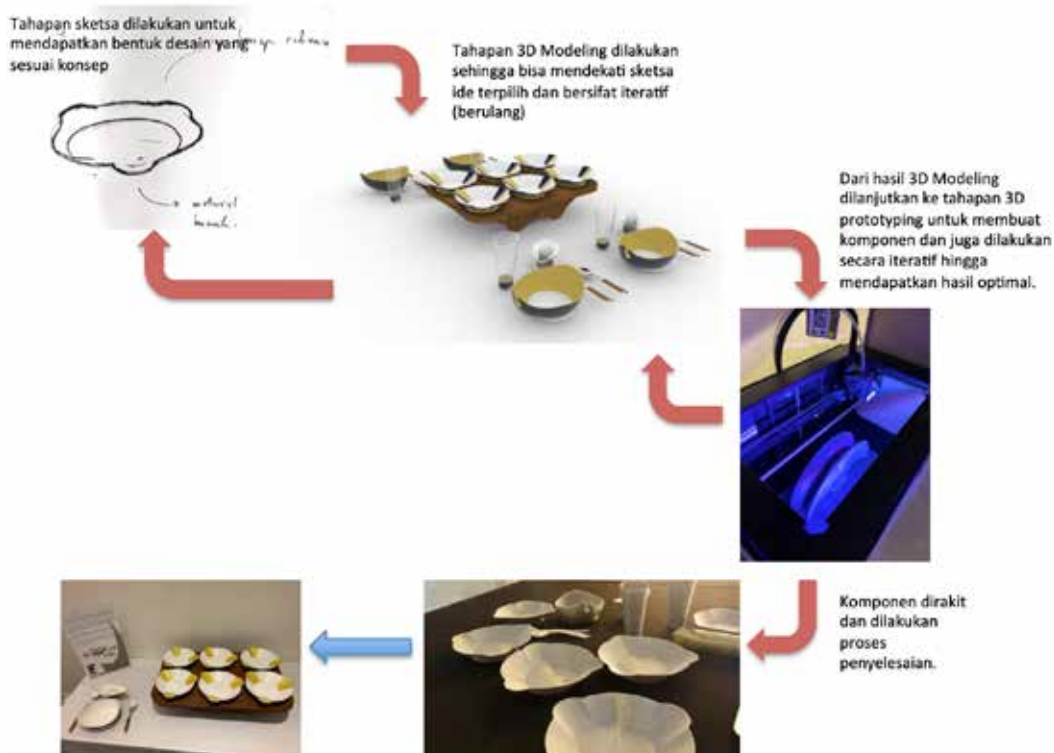 Tahapan sketsa dilakukan untuk
mendapatkan bentuk desain yang
sesuai konsep
Tahapan 3D Modeling dilakukan
sehingga bisa mendekati sketsa
ide terpilih dan bersifat iteratif
(berulang)
Dari hasil 3D Modeling
dilanjutkan ke tahapan 3D
prototyping untuk membuat
komponen dan juga dilakukan
secara iteratif hingga
mendapatkan hasil optimal.
Komponen dirakit
dan dilakukan
proses
penyelesaian.